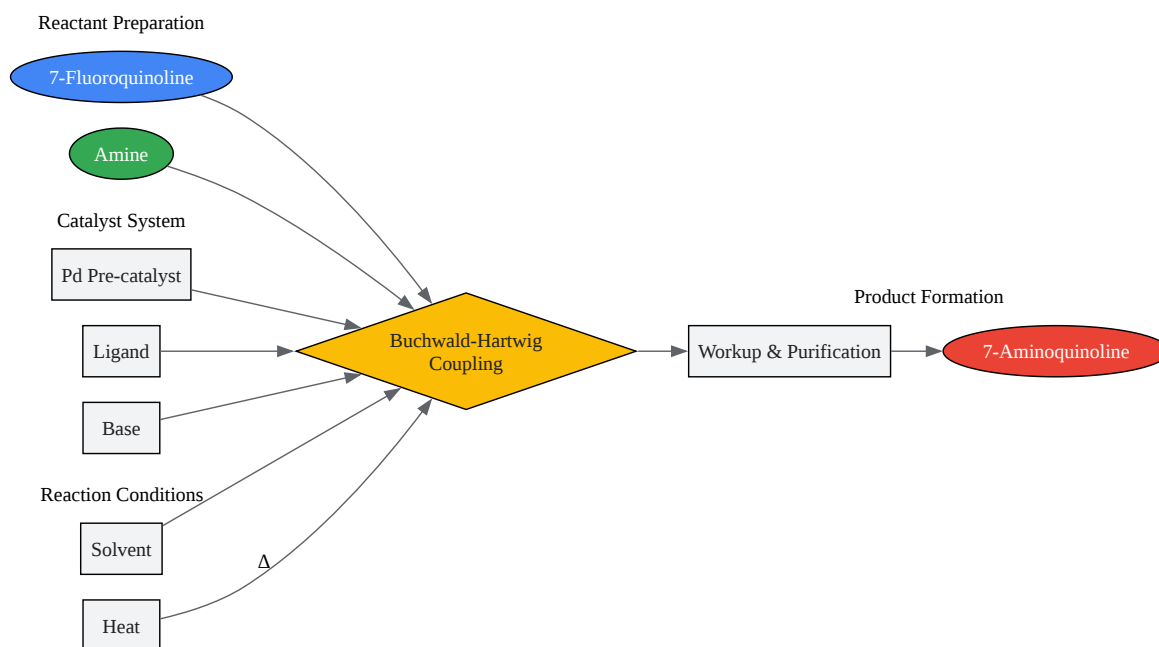 Reactant Preparation
7-Fluoroquinoline
Amine
Catalyst System
Pd Pre-catalyst
Ligand
Base
Reaction Conditions
Solvent
Δ
Heat
Buchwald-Hartwig
Coupling
Product Formation
Workup & Purification
7-Aminoquinoline